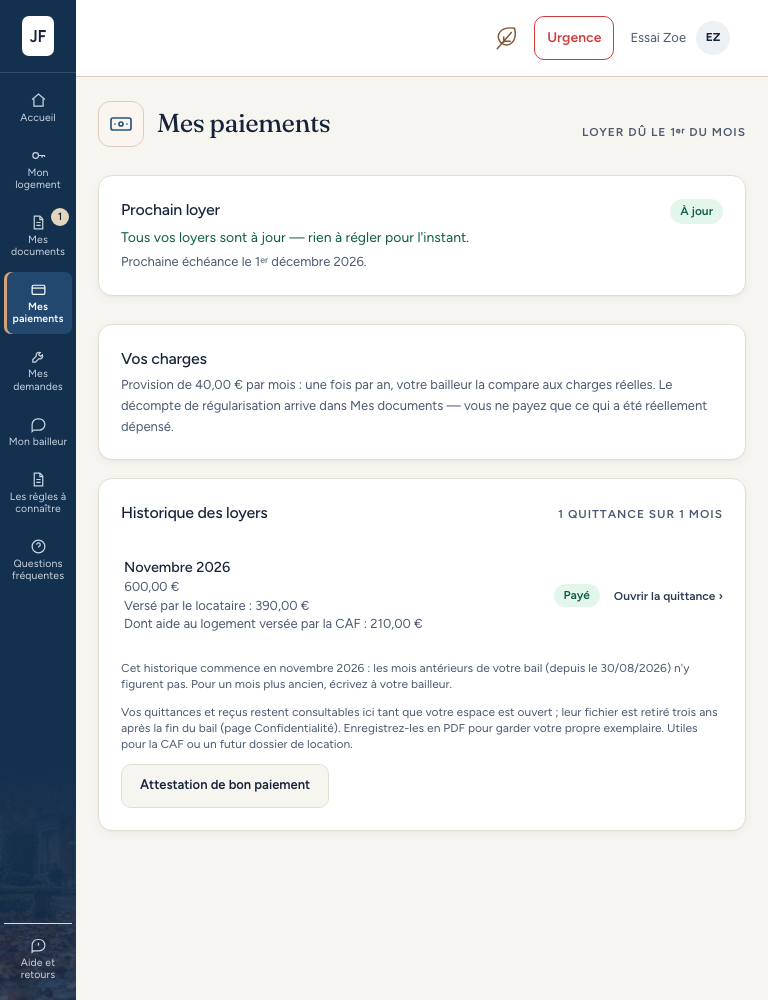 JF
Urgence
Essai Zoe
EZ
Accueil
Mon
logement
1
Mes
documents
Mes
paiements
Mes
demandes
Mon bailleur
Les règles à
connaître
Questions
fréquentes
Aide et
retours
Mes paiements
LOYER DÛ LE 1ᵉʳ DU MOIS
Prochain loyer
À jour
Tous vos loyers sont à jour — rien à régler pour l'instant.
Prochaine échéance le 1ᵉʳ décembre 2026.
Vos charges
Provision de 40,00 € par mois : une fois par an, votre bailleur la compare aux charges réelles. Le
décompte de régularisation arrive dans Mes documents — vous ne payez que ce qui a été réellement
dépensé.
Historique des loyers
1 QUITTANCE SUR 1 MOIS
Novembre 2026
600,00 €
Versé par le locataire : 390,00 €
Dont aide au logement versée par la CAF : 210,00 €
Payé
Ouvrir la quittance ›
Cet historique commence en novembre 2026 : les mois antérieurs de votre bail (depuis le 30/08/2026) n'y
figurent pas. Pour un mois plus ancien, écrivez à votre bailleur.
Vos quittances et reçus restent consultables ici tant que votre espace est ouvert ; leur fichier est retiré trois ans
après la fin du bail (page Confidentialité). Enregistrez-les en PDF pour garder votre propre exemplaire. Utiles
pour la CAF ou un futur dossier de location.
Attestation de bon paiement